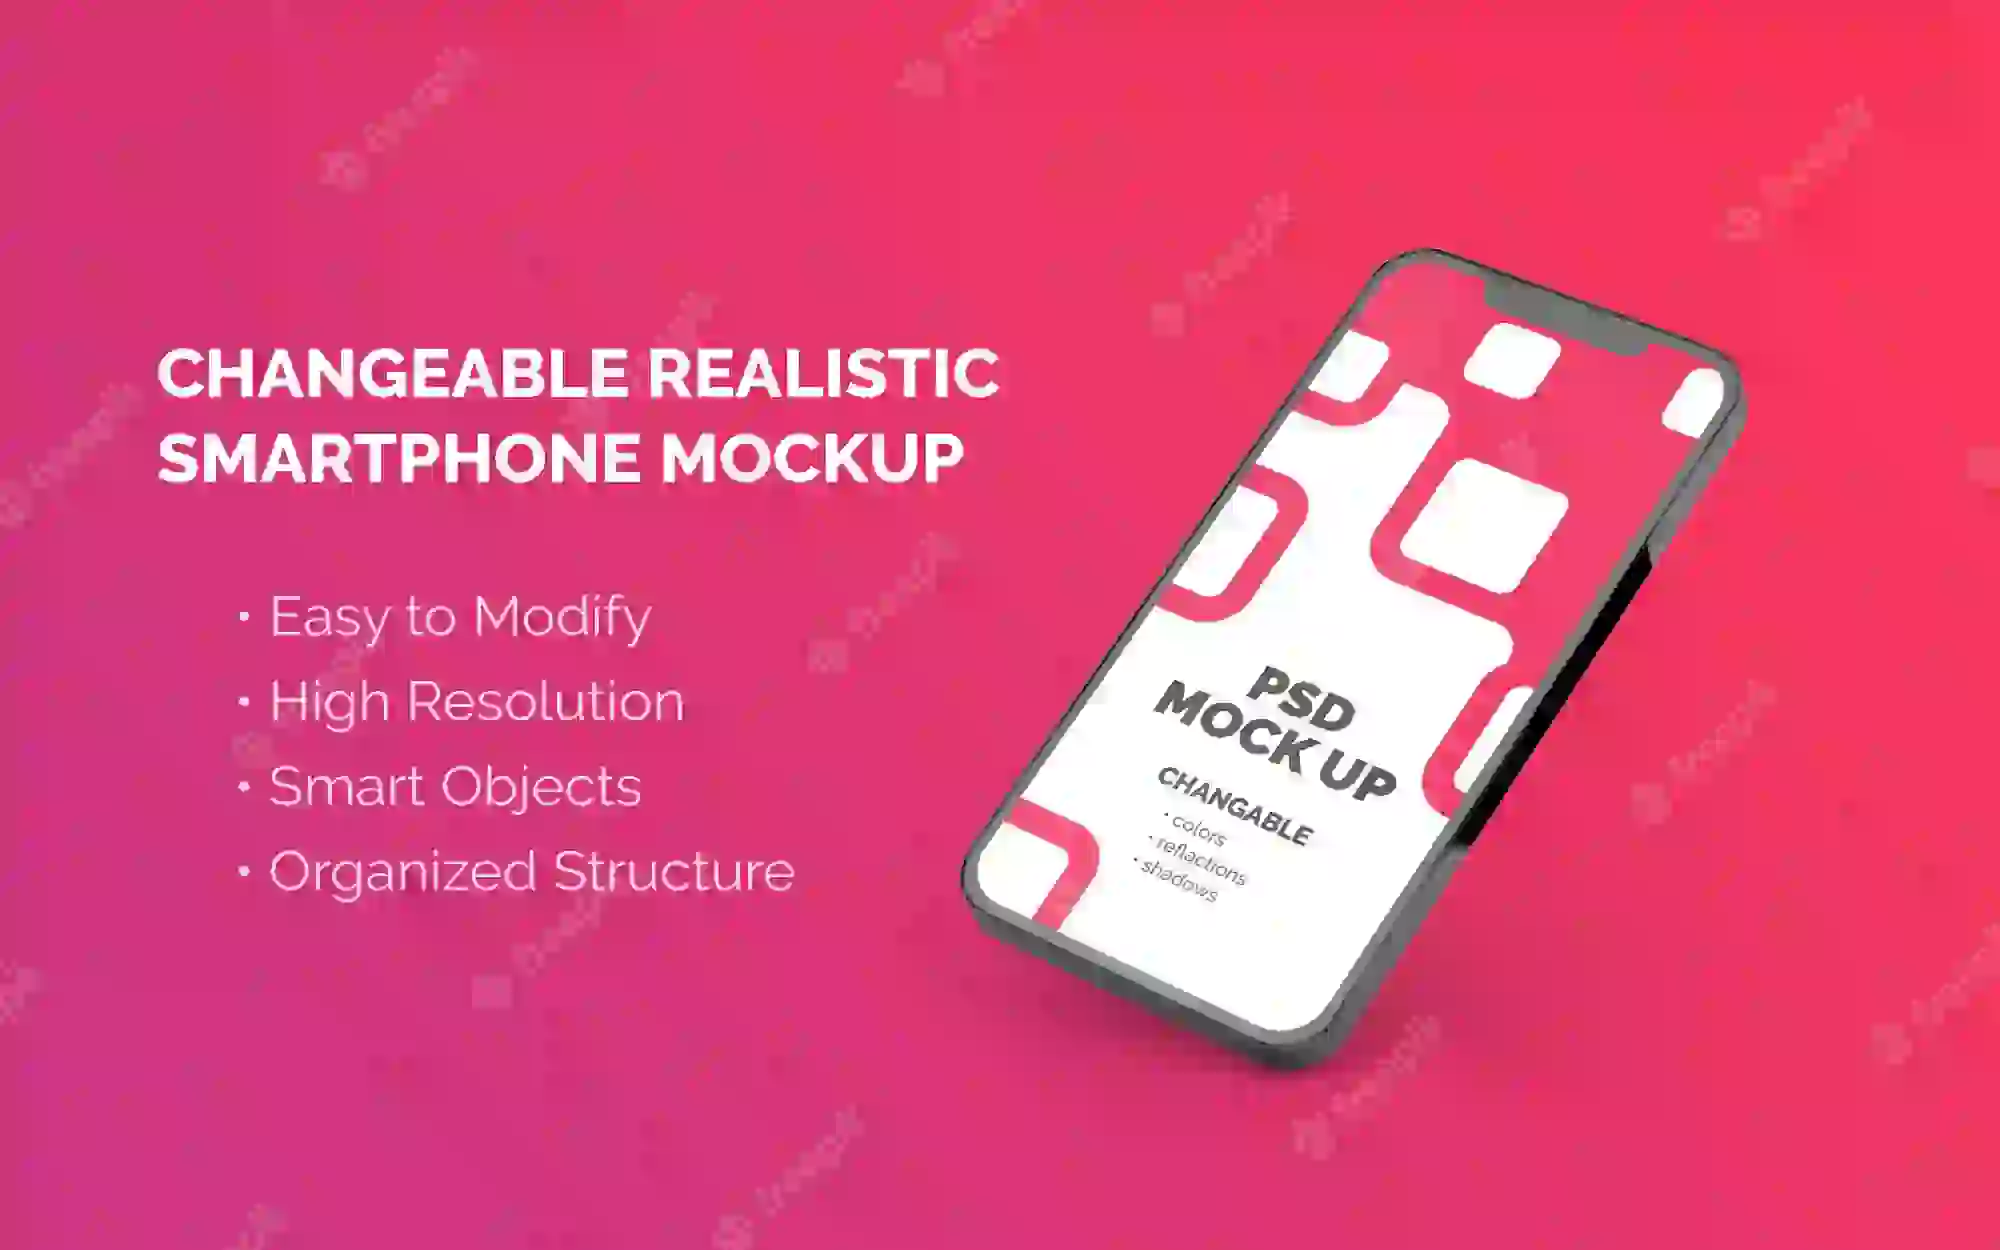 CHANGEABLE REALISTIC
SMARTPHONE MOCKUP
• Easy to Modify
• High Resolution
• Smart Objects
• Organized Structure
PSD
MOCK UP
CHANGABLE
• colors
• reflactions
• shadows